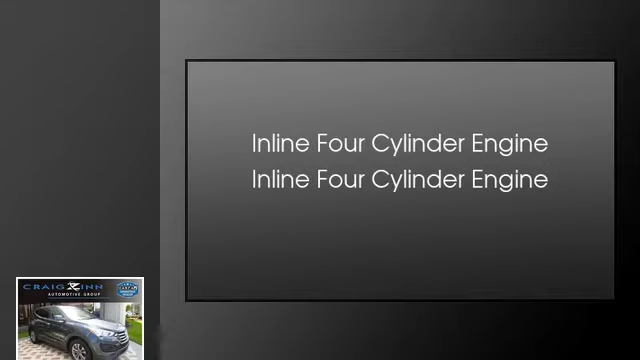 Inline Four Cylinder Engine
Inline Four Cylinder Engine
CRAIG ZINN
AUTOMOTIVE GROUP